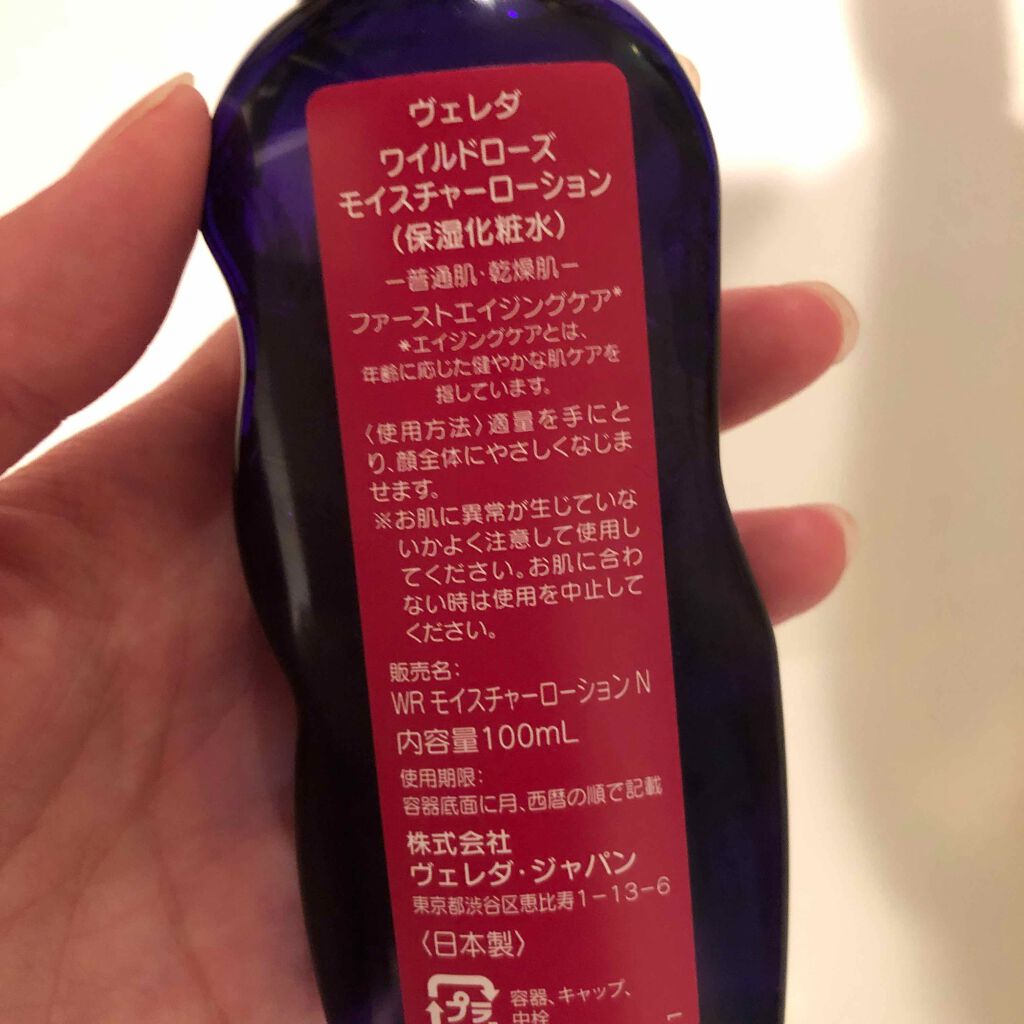 ヴェレダ
ワイルドローズ
モイスチャーローション
（保湿化粧水）
ー普通肌・乾燥肌ー
ファーストエイジングケア*
*エイジングケアとは、
年齢に応じた健やかな肌ケアを
指しています。
〈使用方法〉適量を手にと
り、顔全体にやさしくなじま
せます。
※お肌に異常が生じていな
いかよく注意して使用し
てください。お肌に合わ
ない時は使用を中止して
ください。
販売名：
WR モイスチャーローション N
内容量100mL
使用期限：
容器底面に月、西暦の順で記載
株式会社
ヴェレダ・ジャパン
東京都渋谷区恵比寿1－13－6
〈日本製〉
プラ
容器、キャップ、
中栓